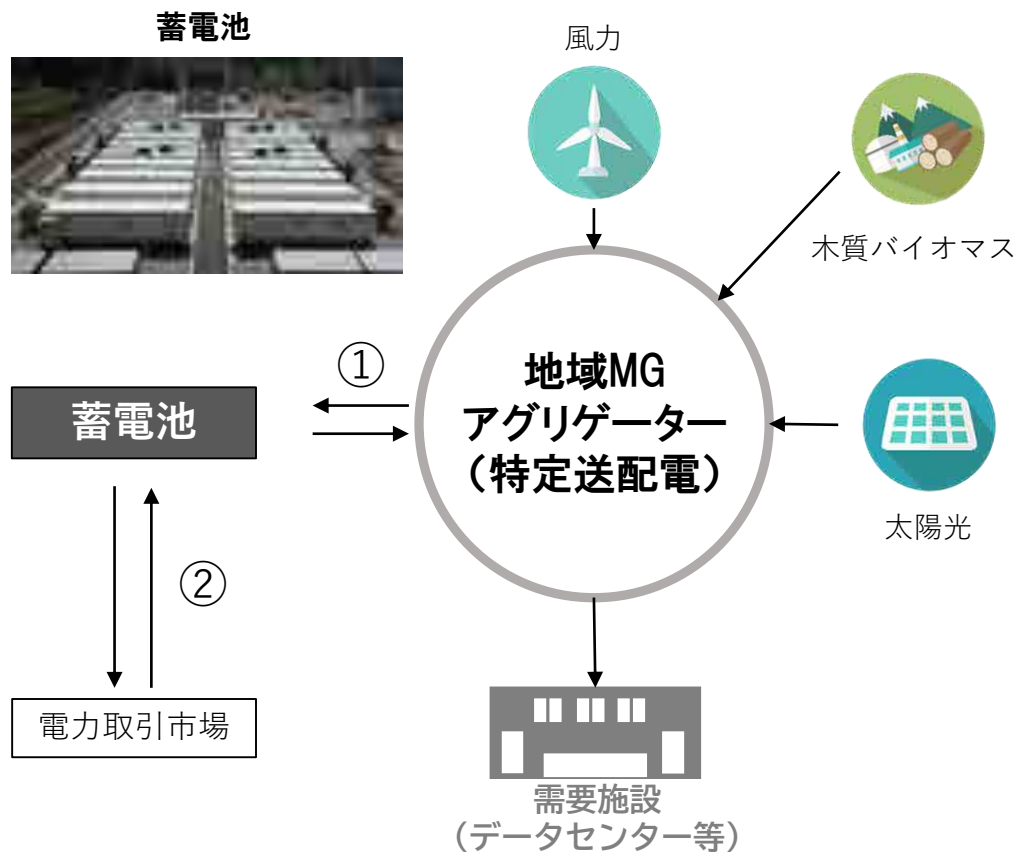 蓄電池
風力
木質バイオマス
地域MG
アグリゲーター
（特定送配電）
①
蓄電池
太陽光
②
電力取引市場
需要施設
（データセンター等）